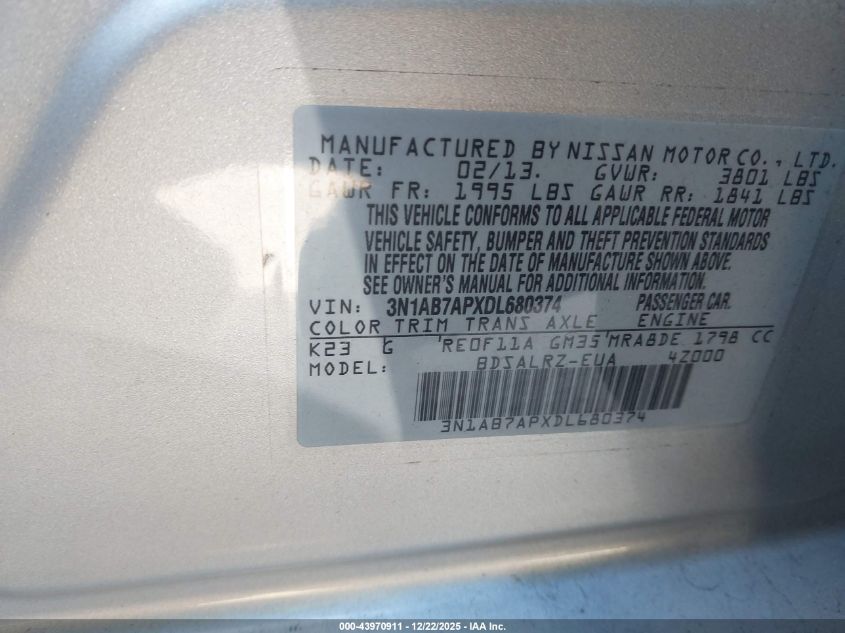 MANUFACTURED BY NISSAN MOTOR CO., LTD.
DATE: 02/13. GVWR: 3801 LBS
GAWR FR: 1995 LBS GAWR RR: 1841 LBS
THIS VEHICLE CONFORMS TO ALL APPLICABLE FEDERAL MOTOR
VEHICLE SAFETY, BUMPER AND THEFT PREVENTION STANDARDS
IN EFFECT ON THE DATE OF MANUFACTURE SHOWN ABOVE.
SEE OWNER'S MANUAL FOR ADDITIONAL INFORMATION.
VIN: 3N1AB7APXDL680374 PASSENGER CAR.
COLOR TRIM TRANS AXLE ENGINE
K23 G RE0F11A GM35 MRA8DE 1798 CC
MODEL: BDSALRZ-EUA 4Z000
3N1AB7APXDL680374
000-43970911 - 12/22/2025 - IAA Inc.